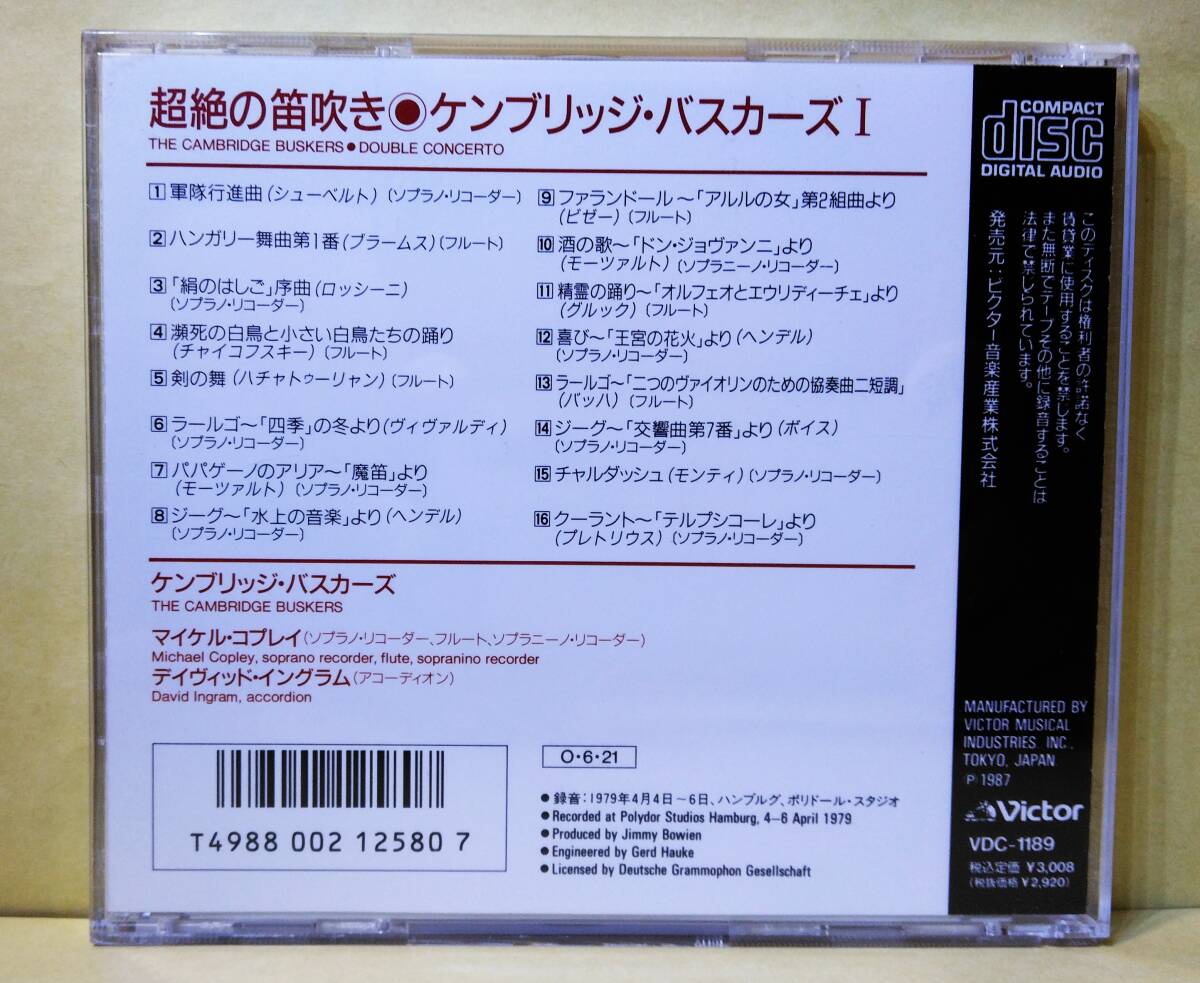 超絶の笛吹き◉ケンブリッジ・バスカーズ I
THE CAMBRIDGE BUSKERS●DOUBLE CONCERTO
1 軍隊行進曲(シューベルト)〔ソプラノ・リコーダー〕
2 ハンガリー舞曲第1番(ブラームス)〔フルート〕
3 「絹のはしご」序曲(ロッシーニ)
〔ソプラノ・リコーダー〕
4 瀕死の白鳥と小さい白鳥たちの踊り
(チャイコフスキー)〔フルート〕
5 剣の舞(ハチャトゥーリャン)〔フルート〕
6 ラールゴ〜「四季」の冬より(ヴィヴァルディ)
〔ソプラノ・リコーダー〕
7 パパゲーノのアリア〜「魔笛」より
(モーツァルト)〔ソプラノ・リコーダー〕
8 ジーグ〜「水上の音楽」より(ヘンデル)
〔ソプラノ・リコーダー〕
9 ファランドール〜「アルルの女」第2組曲より
(ビゼー)〔フルート〕
10 酒の歌〜「ドン・ジョヴァンニ」より
(モーツァルト)〔ソプラニーノ・リコーダー〕
11 精霊の踊り〜「オルフェオとエウリディーチェ」より
(グルック)〔フルート〕
12 喜び〜「王宮の花火」より(ヘンデル)
〔ソプラノ・リコーダー〕
13 ラールゴ〜「二つのヴァイオリンのための協奏曲ニ短調」
(バッハ)〔フルート〕
14 ジーグ〜「交響曲第7番」より(ボイス)
〔ソプラノ・リコーダー〕
15 チャルダッシュ(モンティ)〔ソプラノ・リコーダー〕
16 クーラント〜「テルプシコーレ」より
(プレトリウス)〔ソプラノ・リコーダー〕
ケンブリッジ・バスカーズ
THE CAMBRIDGE BUSKERS
マイケル・コプレイ(ソプラノ・リコーダー、フルート、ソプラニーノ・リコーダー)
Michael Copley, soprano recorder, flute, sopranino recorder
デイヴィッド・イングラム(アコーディオン)
David Ingram, accordion
T4988 002 12580 7
O・6・21
●録音：1979年4月4日〜6日、ハンブルグ、ポリドール・スタジオ
●Recorded at Polydor Studios Hamburg, 4–6 April 1979
●Produced by Jimmy Bowien
●Engineered by Gerd Hauke
●Licensed by Deutsche Grammophon Gesellschaft
COMPACT
disc
DIGITAL AUDIO
このディスクは権利者の許諾なく
賃貸業に使用することを禁じます。
また無断でテープその他に録音することは
法律で禁じられています。
発売元：ビクター音楽産業株式会社
MANUFACTURED BY
VICTOR MUSICAL
INDUSTRIES, INC.,
TOKYO, JAPAN
Ⓟ 1987
Victor
VDC-1189
税込定価 ¥3,008
(税抜価格 ¥2,920)